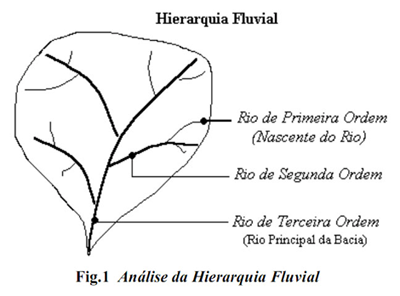 Hierarquia Fluvial
Rio de Primeira Ordem
(Nascente do Rio)
Rio de Segunda Ordem
Rio de Terceira Ordem
(Rio Principal da Bacia)
Fig.1 Análise da Hierarquia Fluvial